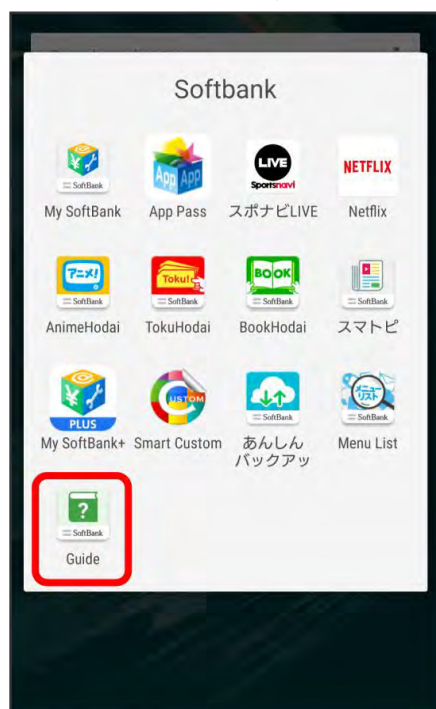 Softbank
SoftBank
App App
LIVE
Sportsnavi
NETFLIX
My SoftBank
App Pass
スポナビLIVE
Netflix
アニメ!
SoftBank
Tokul
SoftBank
BOOK
SoftBank
SoftBank
AnimeHodai
TokuHodai
BookHodai
スマトピ
PLUS
CUSTOM
SoftBank
メニュー
リスト
SoftBank
My SoftBank+
Smart Custom
あんしん
バックアッ
Menu List
?
SoftBank
Guide